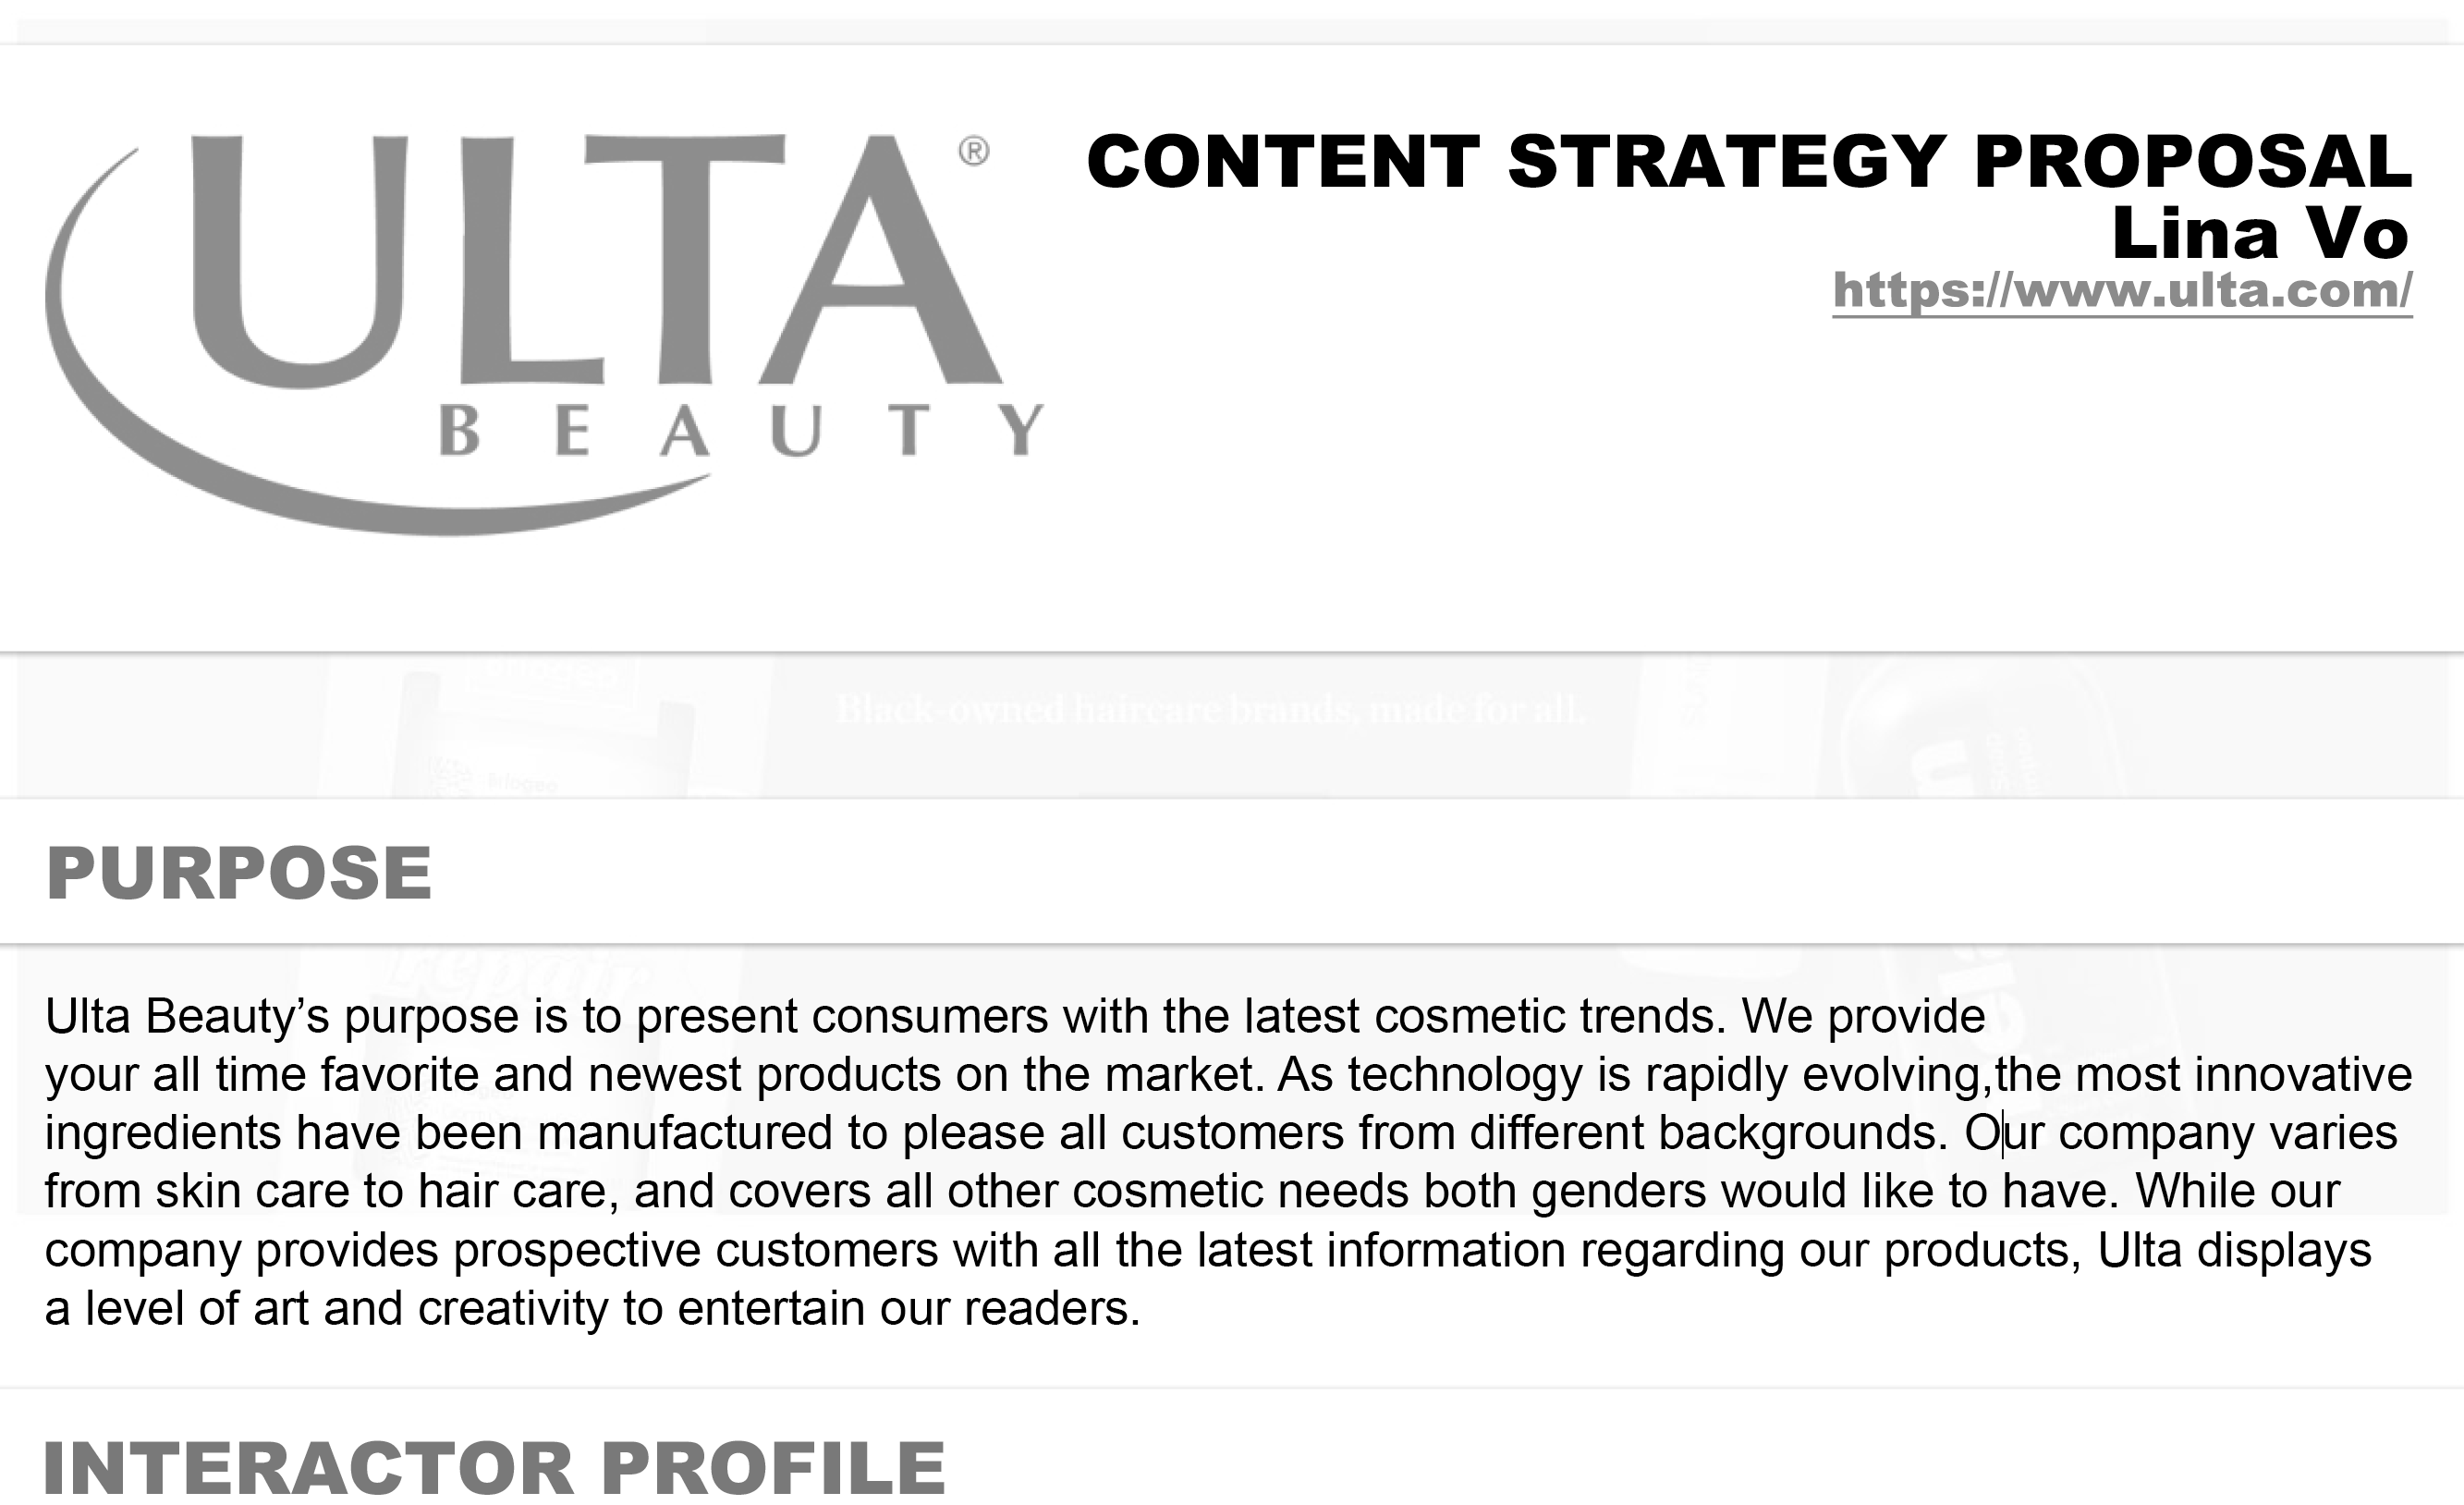 ULTA®
BEAUTY
CONTENT STRATEGY PROPOSAL
Lina Vo
https://www.ulta.com/
Black-owned haircare brands, made for all.
briogeo
PURPOSE
repair
Ulta Beauty’s purpose is to present consumers with the latest cosmetic trends. We provide
your all time favorite and newest products on the market. As technology is rapidly evolving,the most innovative
ingredients have been manufactured to please all customers from different backgrounds. Our company varies
from skin care to hair care, and covers all other cosmetic needs both genders would like to have. While our
company provides prospective customers with all the latest information regarding our products, Ulta displays
a level of art and creativity to entertain our readers.
INTERACTOR PROFILE